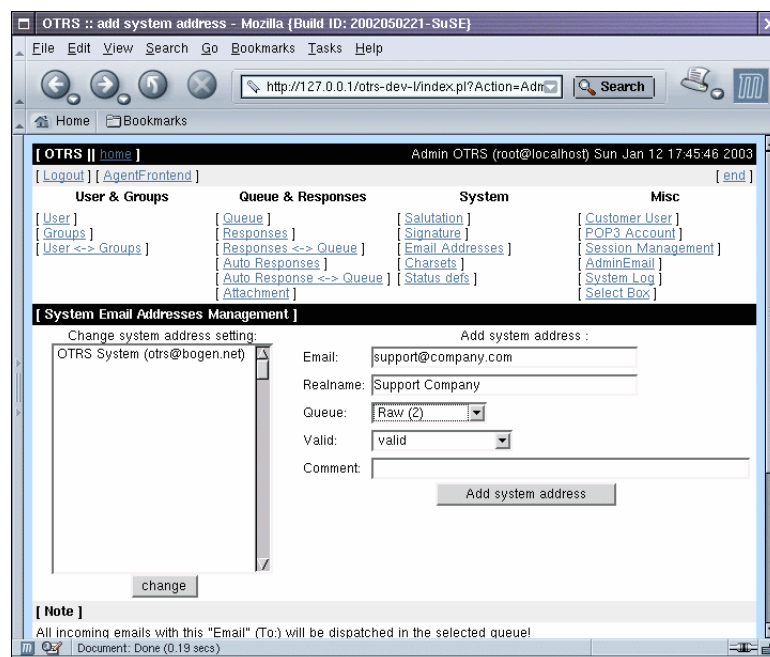 OTRS :: add system address - Mozilla {Build ID: 2002050221-SuSE}
File Edit View Search Go Bookmarks Tasks Help
http://127.0.0.1/otrs-dev-l/index.pl?Action=Adm Search
Home Bookmarks
[ OTRS || home ] Admin OTRS (root@localhost) Sun Jan 12 17:45:46 2003
[ Logout ] [ AgentFrontend ] [ end ]
User & Groups Queue & Responses System Misc
[ User ] [ Queue ] [ Salutation ] [ Customer User ]
[ Groups ] [ Responses ] [ Signature ] [ POP3 Account ]
[ User <-> Groups ] [ Responses <-> Queue ] [ Email Addresses ] [ Session Management ]
[ Auto Responses ] [ Charsets ] [ AdminEmail ]
[ Auto Response <-> Queue ] [ Status defs ] [ System Log ]
[ Attachment ] [ Select Box ]
[ System Email Addresses Management ]
Change system address setting: Add system address :
OTRS System (otrs@bogen.net)
Email: support@company.com
Realname: Support Company
Queue: Raw (2)
Valid: valid
Comment:
Add system address
change
[ Note ]
All incoming emails with this "Email" (To:) will be dispatched in the selected queue!
Document: Done (0.19 secs)